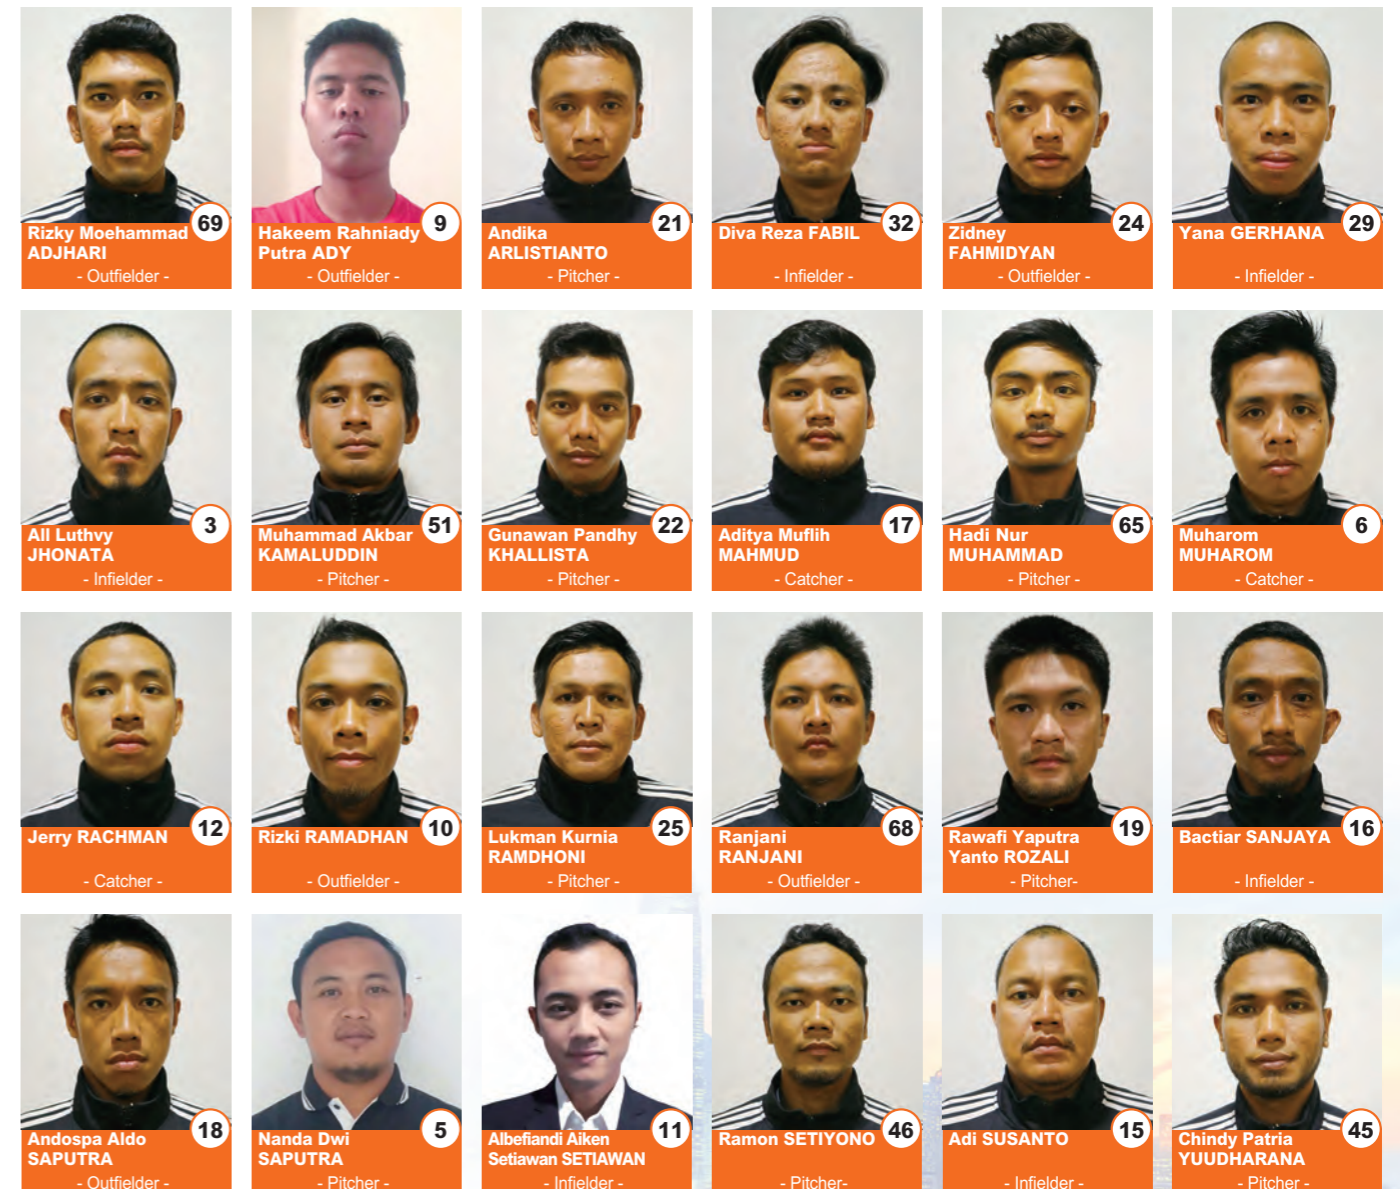 69
Rizky Moehammad
ADJHARI
- Outfielder -
9
Hakeem Rahniady
Putra ADY
- Outfielder -
21
Andika
ARLISTIANTO
- Pitcher -
32
Diva Reza FABIL
- Infielder -
24
Zidney
FAHMIDYAN
- Outfielder -
29
Yana GERHANA
- Infielder -
3
All Luthvy
JHONATA
- Infielder -
51
Muhammad Akbar
KAMALUDDIN
- Pitcher -
22
Gunawan Pandhy
KHALLISTA
- Pitcher -
17
Aditya Muflih
MAHMUD
- Catcher -
65
Hadi Nur
MUHAMMAD
- Pitcher -
6
Muharom
MUHAROM
- Catcher -
12
Jerry RACHMAN
- Catcher -
10
Rizki RAMADHAN
- Outfielder -
25
Lukman Kurnia
RAMDHONI
- Pitcher -
68
Ranjani
RANJANI
- Outfielder -
19
Rawafi Yaputra
Yanto ROZALI
- Pitcher-
16
Bactiar SANJAYA
- Infielder -
18
Andospa Aldo
SAPUTRA
- Outfielder -
5
Nanda Dwi
SAPUTRA
- Pitcher -
11
Albefiandi Aiken
Setiawan SETIAWAN
- Infielder -
46
Ramon SETIYONO
- Pitcher-
15
Adi SUSANTO
- Infielder -
45
Chindy Patria
YUUDHARANA
- Pitcher -